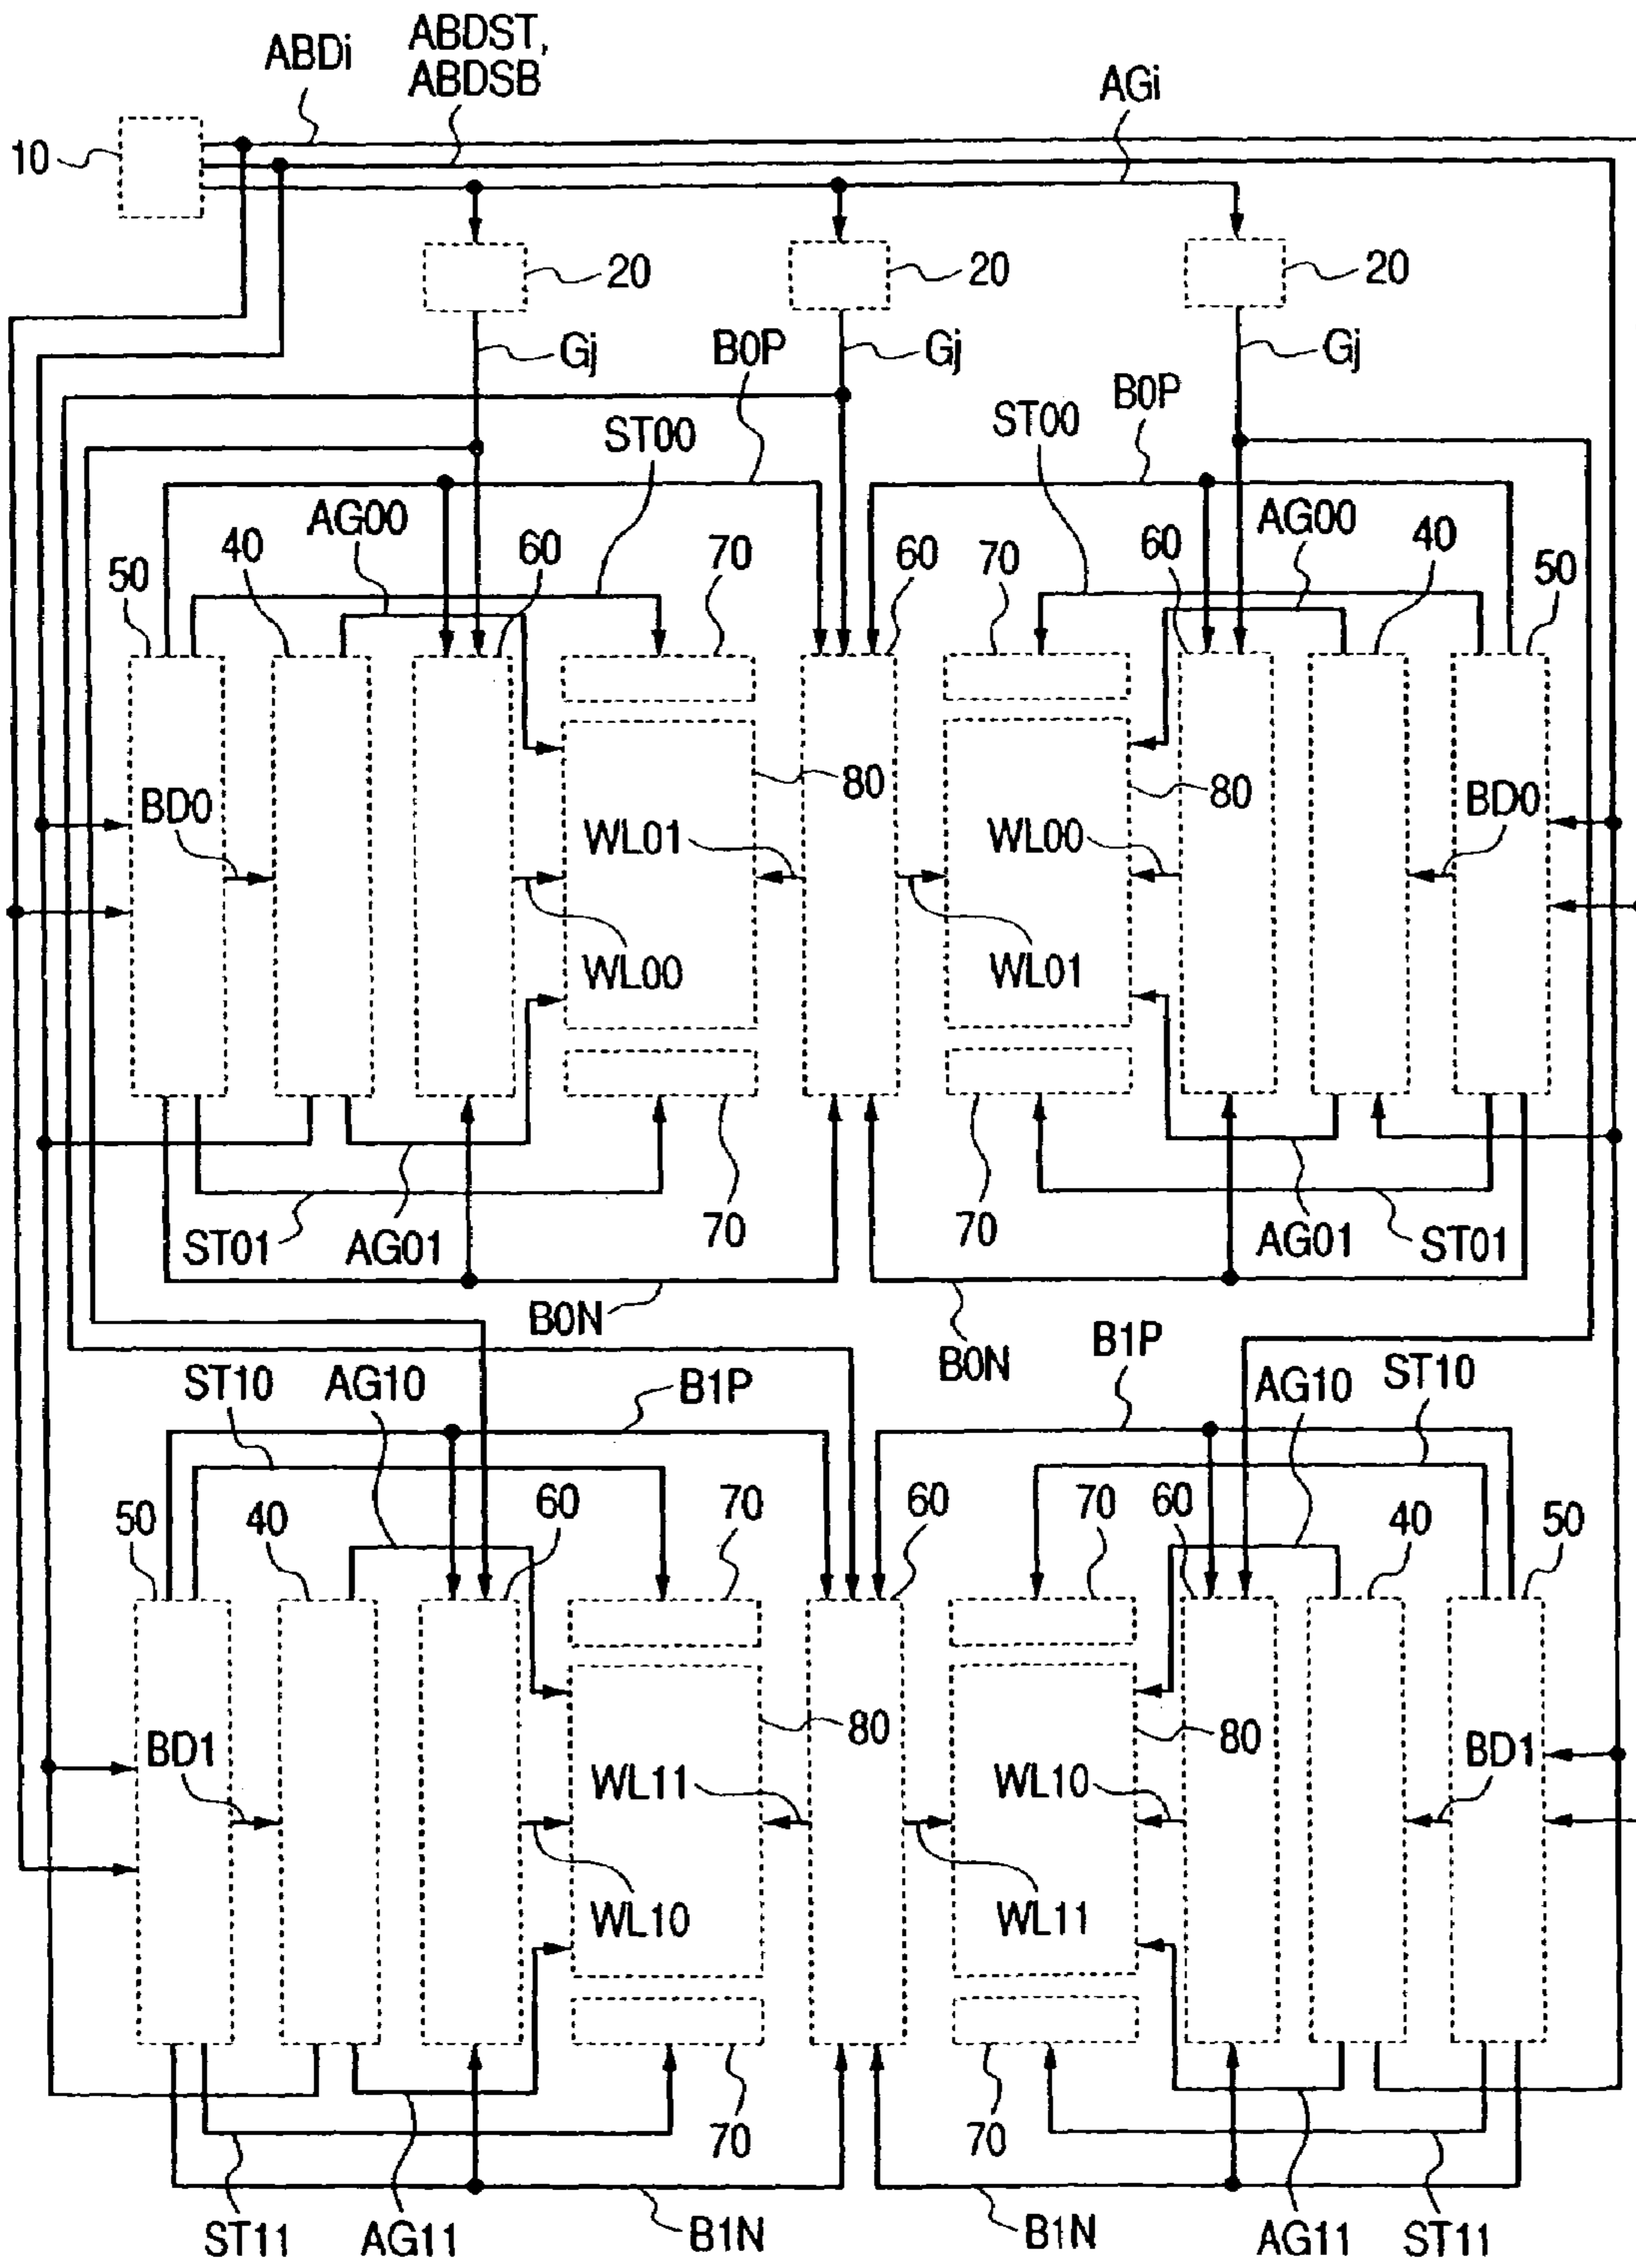 ABDi
ABDST,
ABDSB
AGi
10
20
20
20
Gj
Gj
Gj
B0P
B0P
ST00
ST00
AG00
AG00
50
40
60
70
60
70
60
40
50
BD0
80
80
BD0
WL01
WL00
WL00
WL01
70
70
ST01
AG01
AG01
ST01
B0N
B0N
ST10
AG10
B1P
B1P
AG10
ST10
50
40
60
70
60
70
60
40
50
BD1
80
80
BD1
WL11
WL10
WL10
WL11
70
70
ST11
AG11
B1N
B1N
AG11
ST11